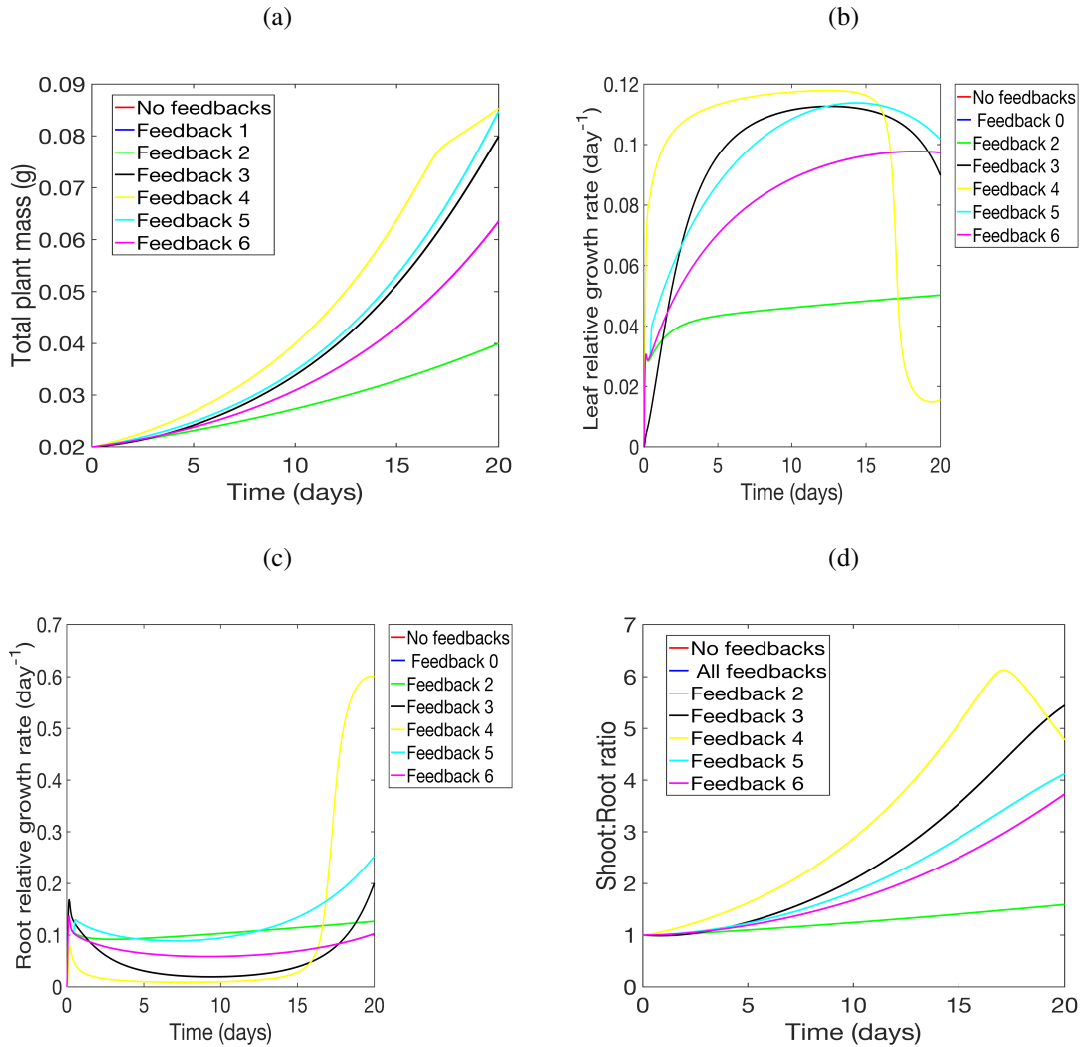 (a)
0.09
0.08
0.07
0.06
0.05
0.04
0.03
0.02
Total plant mass (g)
No feedbacks
Feedback 1
Feedback 2
Feedback 3
Feedback 4
Feedback 5
Feedback 6
0 5 10 15 20
Time (days)
(b)
0.12
0.1
0.08
0.06
0.04
0.02
0
Leaf relative growth rate (day⁻¹)
No feedbacks
Feedback 0
Feedback 2
Feedback 3
Feedback 4
Feedback 5
Feedback 6
0 5 10 15 20
Time (days)
(c)
0.7
0.6
0.5
0.4
0.3
0.2
0.1
0
Root relative growth rate (day⁻¹)
No feedbacks
Feedback 0
Feedback 2
Feedback 3
Feedback 4
Feedback 5
Feedback 6
0 5 10 15 20
Time (days)
(d)
7
6
5
4
3
2
1
0
Shoot:Root ratio
No feedbacks
All feedbacks
Feedback 2
Feedback 3
Feedback 4
Feedback 5
Feedback 6
0 5 10 15 20
Time (days)